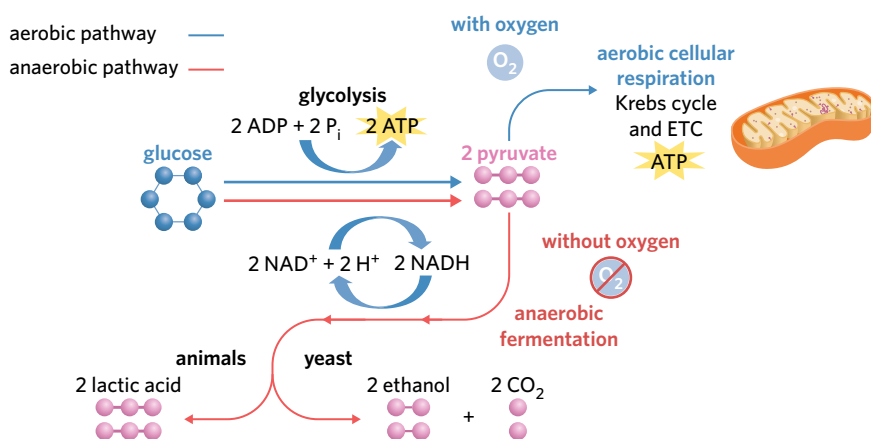 aerobic pathway
anaerobic pathway
with oxygen
O₂
aerobic cellular
respiration
Krebs cycle
and ETC
ATP
glycolysis
2 ADP + 2 Pᵢ
2 ATP
glucose
2 pyruvate
2 NAD⁺ + 2 H⁺
2 NADH
without oxygen
O₂
anaerobic
fermentation
animals
yeast
2 lactic acid
2 ethanol
+
2 CO₂